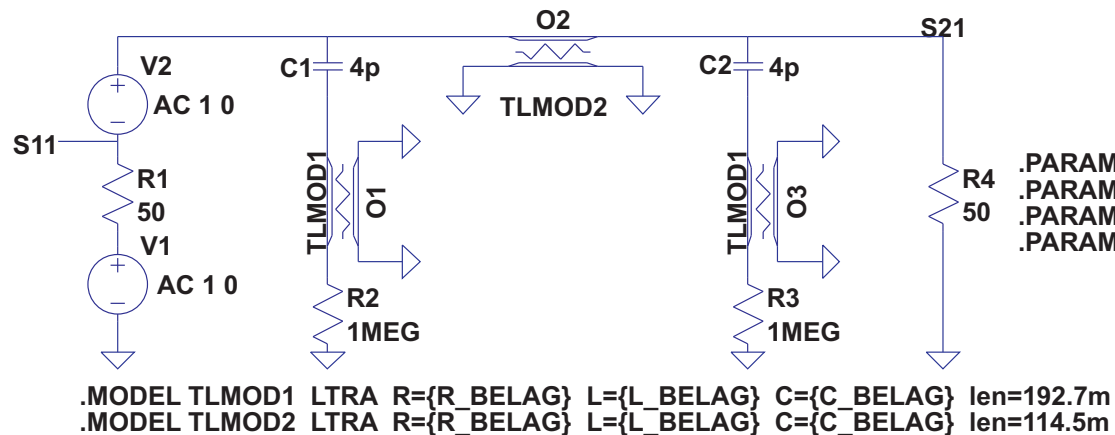 O2
S21
V2
C1
4p
C2
4p
AC 1 0
TLMOD2
S11
TLMOD1
TLMOD1
R1
O1
O3
R4
.PARAM
50
50
.PARAM
.PARAM
V1
.PARAM
AC 1 0
R2
R3
1MEG
1MEG
.MODEL TLMOD1 LTRA R={R_BELAG} L={L_BELAG} C={C_BELAG} len=192.7m
.MODEL TLMOD2 LTRA R={R_BELAG} L={L_BELAG} C={C_BELAG} len=114.5m